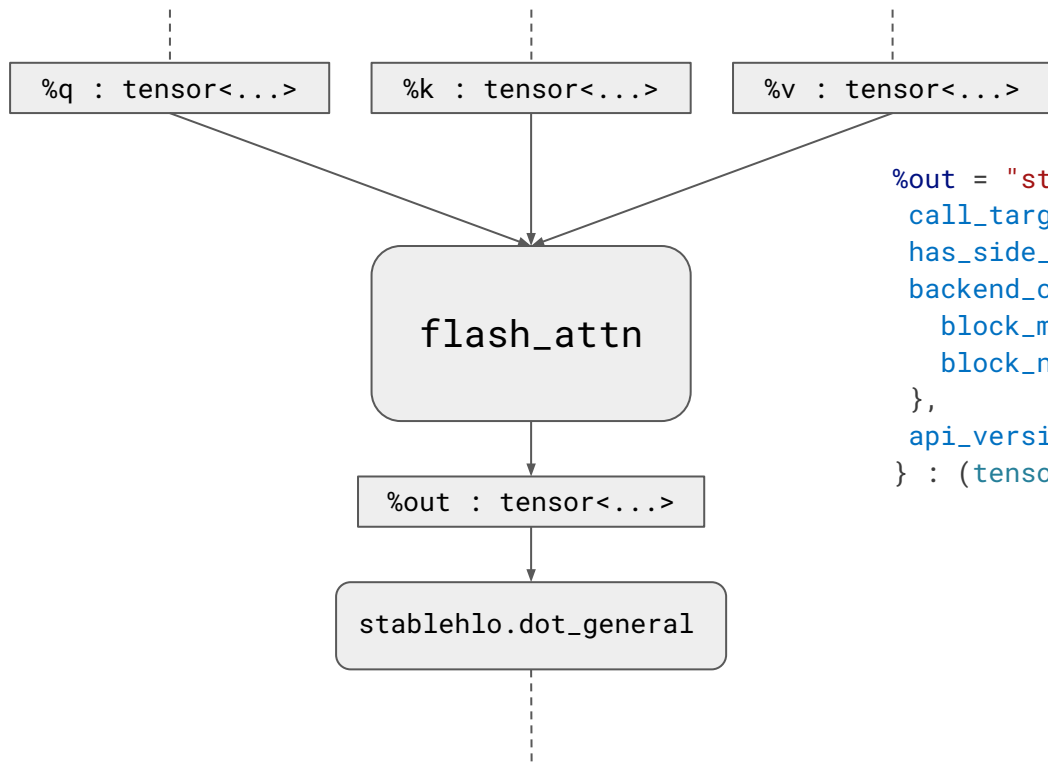 %q : tensor<...>
%k : tensor<...>
%v : tensor<...>
flash_attn
%out : tensor<...>
stablehlo.dot_general
%out = "st
call_targ
has_side_
backend_c
block_m
block_n
},
api_versi
} : (tenso